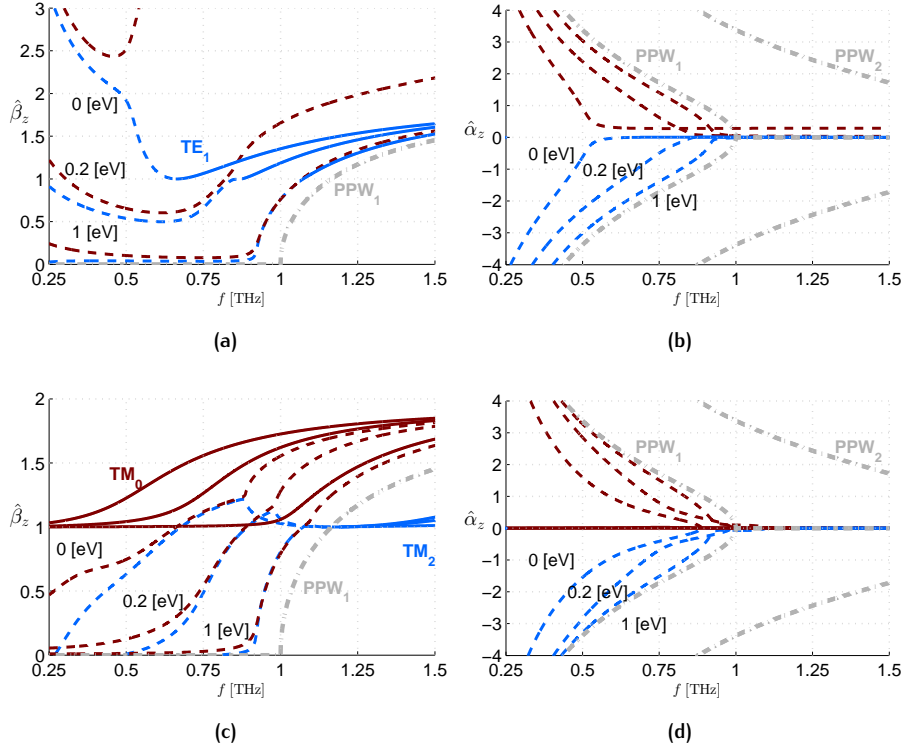 3
2.5
2
1.5
1
0.5
0
β̂z
0 [eV]
0.2 [eV]
1 [eV]
TE1
PPW1
0.25
0.5
0.75
1
1.25
1.5
f [THz]
(a)
4
3
2
1
0
−1
−2
−3
−4
α̂z
PPW1
PPW2
0 [eV]
0.2 [eV]
1 [eV]
0.25
0.5
0.75
1
1.25
1.5
f [THz]
(b)
2
1.5
1
0.5
0
β̂z
TM0
0 [eV]
0.2 [eV]
1 [eV]
PPW1
TM2
0.25
0.5
0.75
1
1.25
1.5
f [THz]
(c)
4
3
2
1
0
−1
−2
−3
−4
α̂z
PPW1
PPW2
0 [eV]
0.2 [eV]
1 [eV]
0.25
0.5
0.75
1
1.25
1.5
f [THz]
(d)